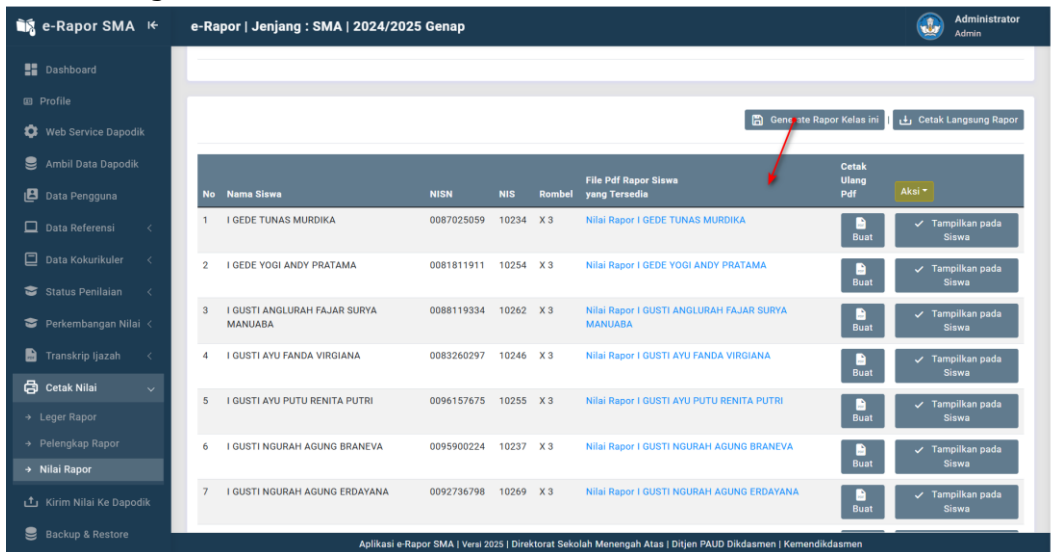 e-Rapor SMA
e-Rapor | Jenjang : SMA | 2024/2025 Genap
Administrator
Admin
Dashboard
Profile
Web Service Dapodik
Ambil Data Dapodik
Data Pengguna
Data Referensi
Data Kokurikuler
Status Penilaian
Perkembangan Nilai
Transkrip Ijazah
Cetak Nilai
Leger Rapor
Pelengkap Rapor
Nilai Rapor
Kirim Nilai Ke Dapodik
Backup & Restore
Generate Rapor Kelas ini | Cetak Langsung Rapor
No Nama Siswa NISN NIS Rombel File Pdf Rapor Siswa yang Tersedia Cetak Ulang Pdf Aksi
1 I GEDE TUNAS MURDIKA 0087025059 10234 X 3 Nilai Rapor I GEDE TUNAS MURDIKA Buat Tampilkan pada Siswa
2 I GEDE YOGI ANDY PRATAMA 0081811911 10254 X 3 Nilai Rapor I GEDE YOGI ANDY PRATAMA Buat Tampilkan pada Siswa
3 I GUSTI ANGLURAH FAJAR SURYA MANUABA 0088119334 10262 X 3 Nilai Rapor I GUSTI ANGLURAH FAJAR SURYA MANUABA Buat Tampilkan pada Siswa
4 I GUSTI AYU FANDA VIRGIANA 0083260297 10246 X 3 Nilai Rapor I GUSTI AYU FANDA VIRGIANA Buat Tampilkan pada Siswa
5 I GUSTI AYU PUTU RENITA PUTRI 0096157675 10255 X 3 Nilai Rapor I GUSTI AYU PUTU RENITA PUTRI Buat Tampilkan pada Siswa
6 I GUSTI NGURAH AGUNG BRANEVA 0095900224 10237 X 3 Nilai Rapor I GUSTI NGURAH AGUNG BRANEVA Buat Tampilkan pada Siswa
7 I GUSTI NGURAH AGUNG ERDAYANA 0092736798 10269 X 3 Nilai Rapor I GUSTI NGURAH AGUNG ERDAYANA Buat Tampilkan pada Siswa
Aplikasi e-Rapor SMA | Versi 2025 | Direktorat Sekolah Menengah Atas | Ditjen PAUD Dikdasmen | Kemendikdasmen